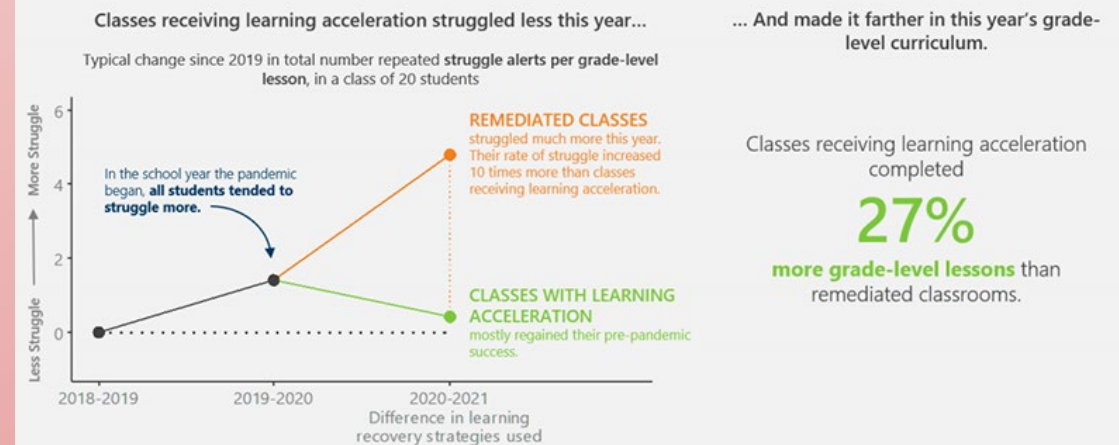 Classes receiving learning acceleration struggled less this year...
Typical change since 2019 in total number repeated struggle alerts per grade-level
lesson, in a class of 20 students
More Struggle
Less Struggle
6
4
2
0
In the school year the pandemic
began, all students tended to
struggle more.
REMEDIATED CLASSES
struggled much more this year.
Their rate of struggle increased
10 times more than classes
receiving learning acceleration.
CLASSES WITH LEARNING
ACCELERATION
mostly regained their pre-pandemic
success.
2018-2019
2019-2020
2020-2021
Difference in learning
recovery strategies used
... And made it farther in this year's grade-
level curriculum.
Classes receiving learning acceleration
completed
27%
more grade-level lessons than
remediated classrooms.